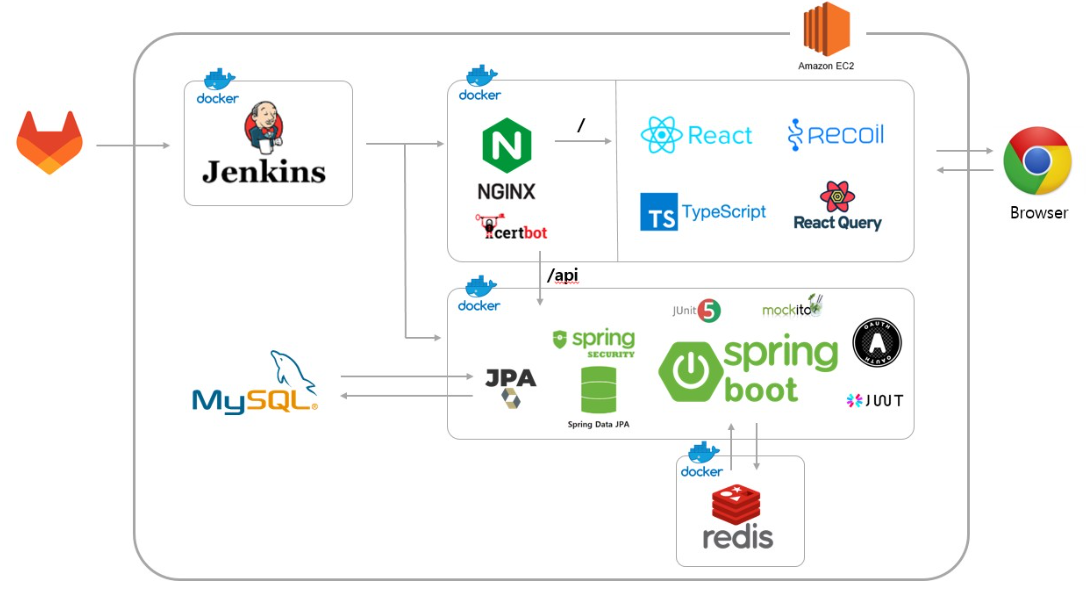 Amazon EC2
docker
Jenkins
docker
N
NGINX
certbot
/
React
RECOIL
TS TypeScript
React Query
Browser
/api
docker
JUnit 5
mockito
spring
SECURITY
spring
boot
OAUTH
A
OAUTH
JPA
Spring Data JPA
JWT
MySQL®
docker
redis